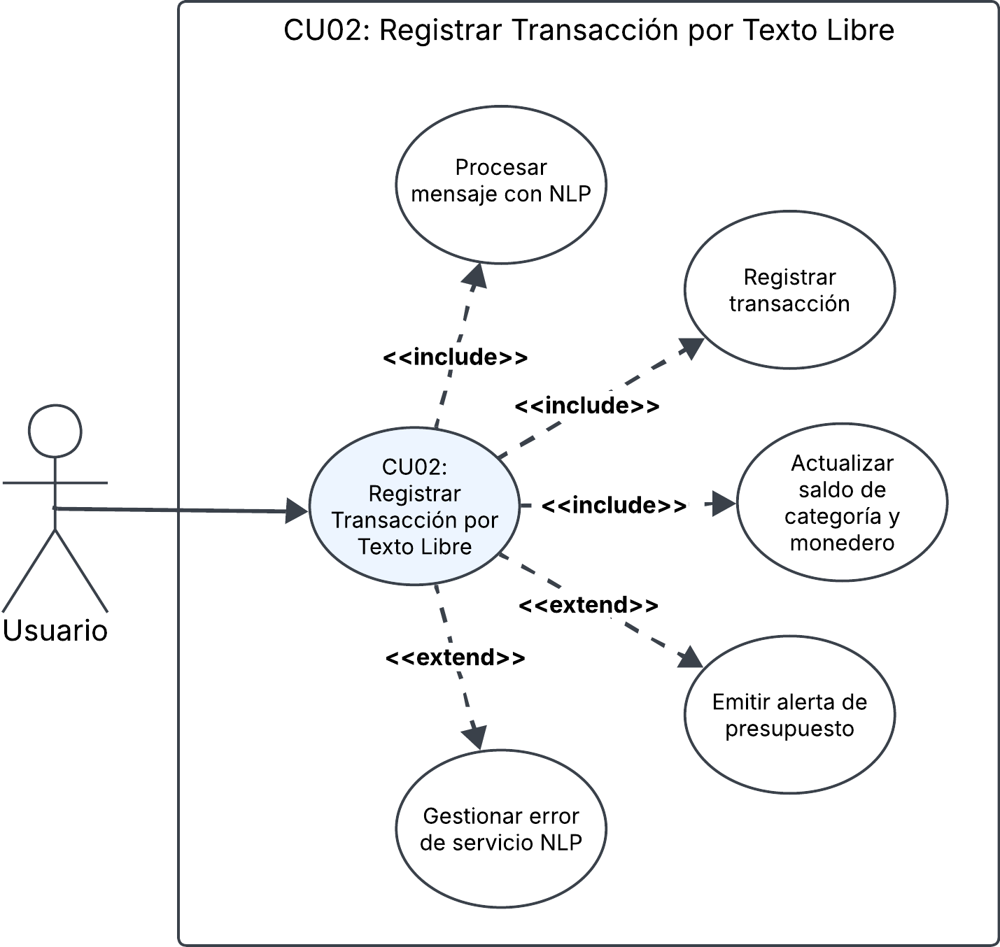 CU02: Registrar Transacción por Texto Libre
Procesar
mensaje con NLP
Registrar
transacción
<<include>>
<<include>>
CU02:
Registrar
Transacción por
Texto Libre
<<include>>
Actualizar
saldo de
categoría y
monedero
<<extend>>
Usuario
<<extend>>
Emitir alerta de
presupuesto
Gestionar error
de servicio NLP